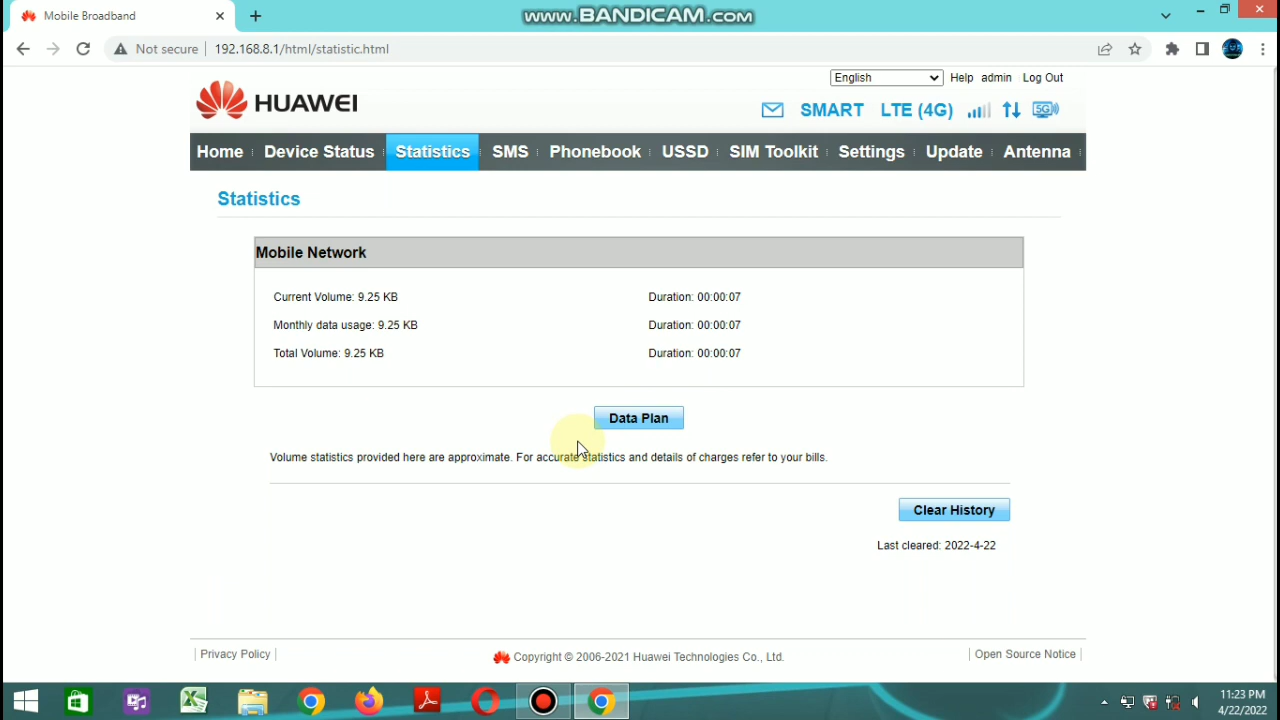 Mobile Broadband
www.BANDICAM.com
Not secure
192.168.8.1/html/statistic.html
English
Help
admin
Log Out
HUAWEI
SMART
LTE (4G)
5G
Home
Device Status
Statistics
SMS
Phonebook
USSD
SIM Toolkit
Settings
Update
Antenna
Statistics
Mobile Network
Current Volume: 9.25 KB
Duration: 00:00:07
Monthly data usage: 9.25 KB
Duration: 00:00:07
Total Volume: 9.25 KB
Duration: 00:00:07
Data Plan
Volume statistics provided here are approximate. For accurate statistics and details of charges refer to your bills.
Clear History
Last cleared: 2022-4-22
Privacy Policy
Copyright © 2006-2021 Huawei Technologies Co., Ltd.
Open Source Notice
11:23 PM
4/22/2022